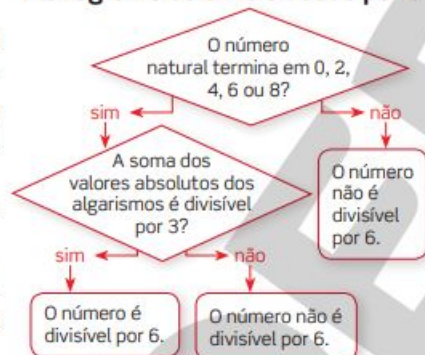 O número
natural termina em 0, 2,
4, 6 ou 8?
sim
não
A soma dos
valores absolutos dos
algarismos é divisível
por 3?
O número
não é
divisível
por 6.
sim
não
O número é
divisível por 6.
O número não é
divisível por 6.